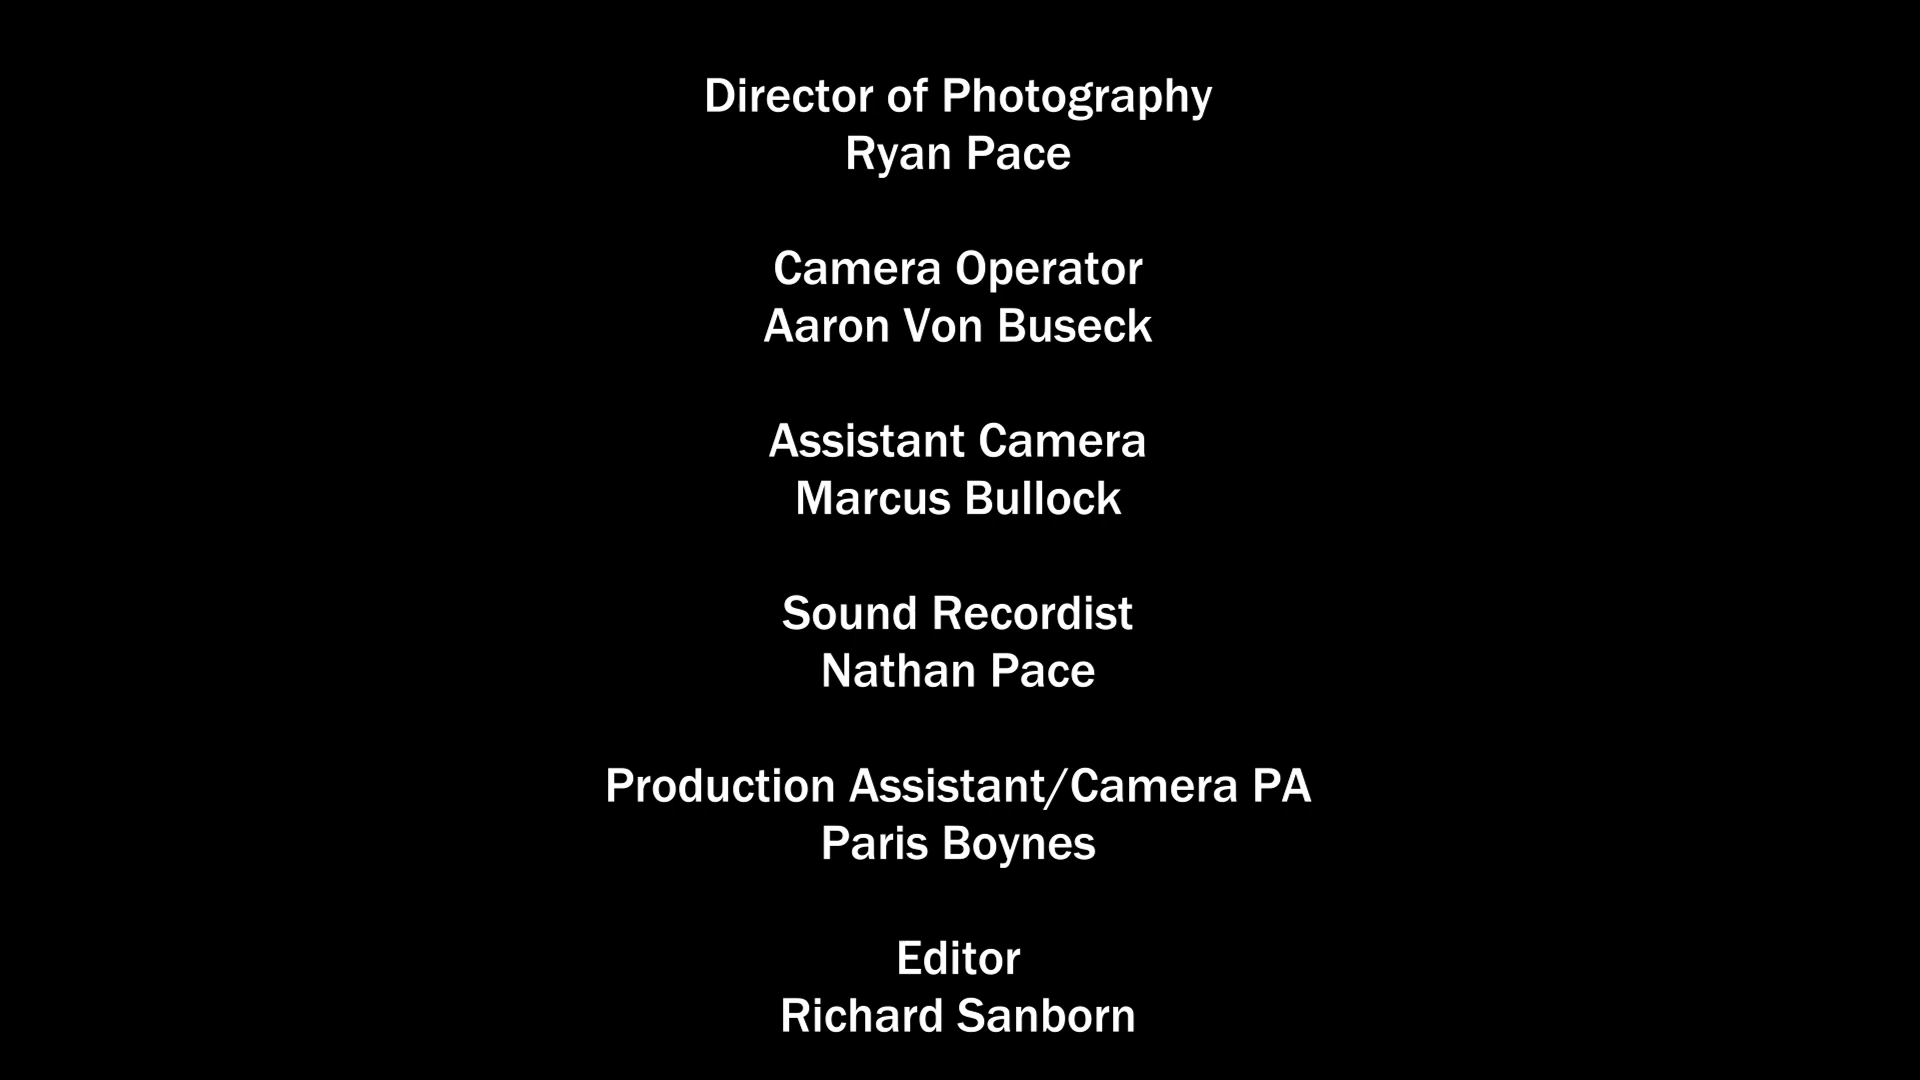 Director of Photography
Ryan Pace
Camera Operator
Aaron Von Buseck
Assistant Camera
Marcus Bullock
Sound Recordist
Nathan Pace
Production Assistant/Camera PA
Paris Boynes
Editor
Richard Sanborn